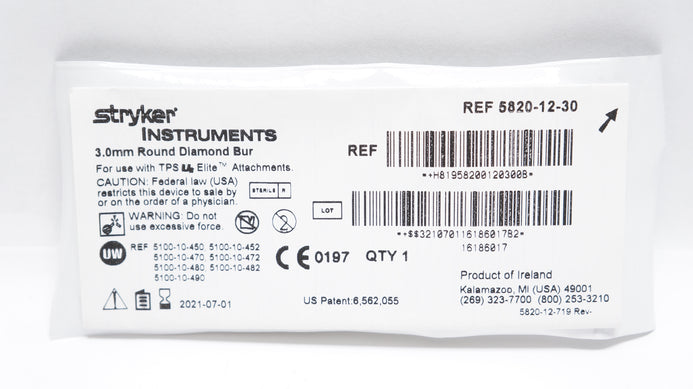 stryker®
INSTRUMENTS
REF 5820-12-30
3.0mm Round Diamond Bur
For use with TPS Elite™ Attachments.
CAUTION: Federal law (USA)
restricts this device to sale by
or on the order of a physician.
STERILE R
REF
*+H819582001203008*
LOT
WARNING: Do not
use excessive force.
2
*+$$32107011618601782*
16186017
UW
REF 5100-10-450, 5100-10-452
5100-10-470, 5100-10-472
5100-10-480, 5100-10-482
5100-10-490
CE 0197 QTY 1
Product of Ireland
Kalamazoo, MI (USA) 49001
(269) 323-7700 (800) 253-3210
2021-07-01
US Patent:6,562,055
5820-12-719 Rev-